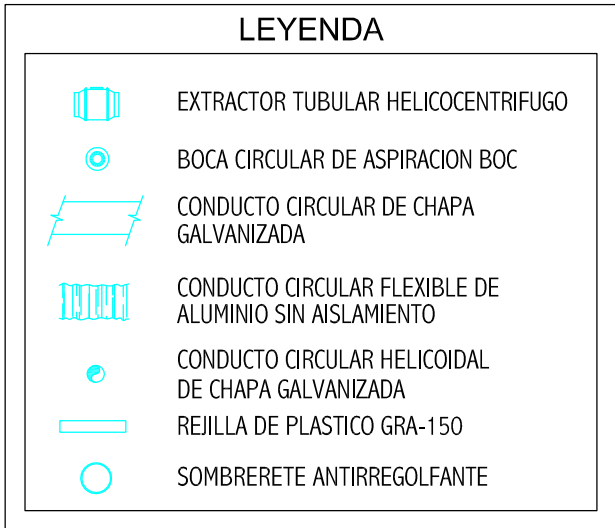 LEYENDA
EXTRACTOR TUBULAR HELICOCENTRIFUGO
BOCA CIRCULAR DE ASPIRACION BOC
CONDUCTO CIRCULAR DE CHAPA
GALVANIZADA
CONDUCTO CIRCULAR FLEXIBLE DE
ALUMINIO SIN AISLAMIENTO
CONDUCTO CIRCULAR HELICOIDAL
DE CHAPA GALVANIZADA
REJILLA DE PLASTICO GRA-150
SOMBRERETE ANTIRREGOLFANTE